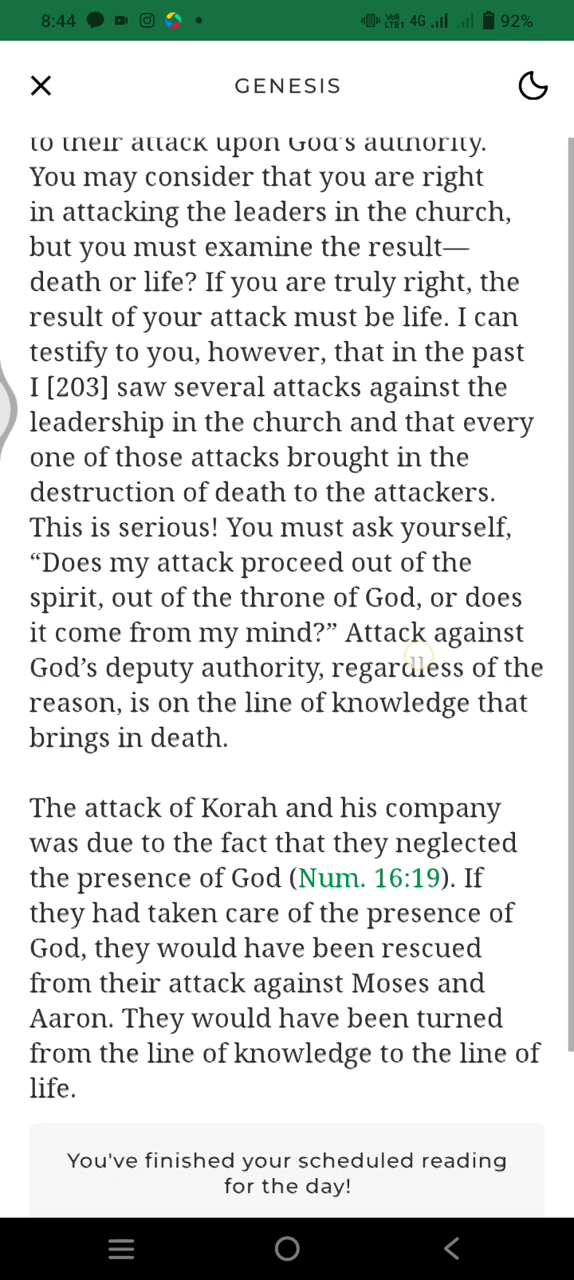 8:44
VoO
LTE1 4G
92%
GENESIS
to their attack upon God's authority.
You may consider that you are right
in attacking the leaders in the church,
but you must examine the result—
death or life? If you are truly right, the
result of your attack must be life. I can
testify to you, however, that in the past
I [203] saw several attacks against the
leadership in the church and that every
one of those attacks brought in the
destruction of death to the attackers.
This is serious! You must ask yourself,
“Does my attack proceed out of the
spirit, out of the throne of God, or does
it come from my mind?” Attack against
God’s deputy authority, regardless of the
reason, is on the line of knowledge that
brings in death.
The attack of Korah and his company
was due to the fact that they neglected
the presence of God (Num. 16:19). If
they had taken care of the presence of
God, they would have been rescued
from their attack against Moses and
Aaron. They would have been turned
from the line of knowledge to the line of
life.
You've finished your scheduled reading
for the day!